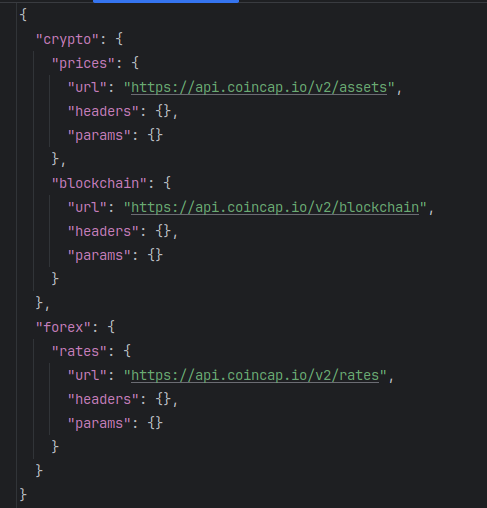 {
  "crypto": {
    "prices": {
      "url": "https://api.coincap.io/v2/assets",
      "headers": {},
      "params": {}
    },
    "blockchain": {
      "url": "https://api.coincap.io/v2/blockchain",
      "headers": {},
      "params": {}
    }
  },
  "forex": {
    "rates": {
      "url": "https://api.coincap.io/v2/rates",
      "headers": {},
      "params": {}
    }
  }
}